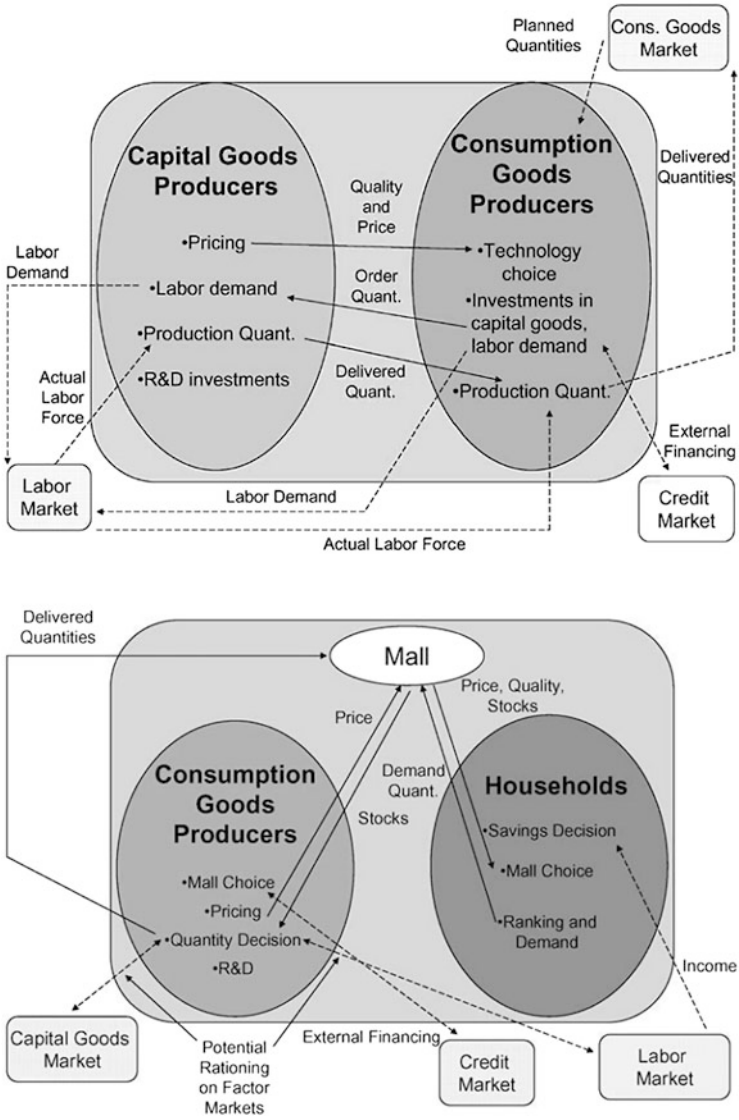 Planned
Quantities
Cons. Goods
Market
Capital Goods
Producers
Consumption
Goods
Producers
Delivered
Quantities
Quality
and
Price
Labor
Demand
•Pricing
•Technology
choice
•Labor demand
Order
Quant.
•Investments in
capital goods,
labor demand
•Production Quant.
Actual
Labor
Force
•R&D investments
Delivered
Quant.
•Production Quant.
External
Financing
Labor
Market
Labor Demand
Credit
Market
Actual Labor Force
Delivered
Quantities
Mall
Price, Quality,
Stocks
Price
Consumption
Goods
Producers
Demand
Quant.
Stocks
Households
•Savings Decision
•Mall Choice
•Mall Choice
•Pricing
•Quantity Decision
•R&D
•Ranking and
Demand
Income
Capital Goods
Market
Potential
Rationing
on Factor
Markets
External Financing
Credit
Market
Labor
Market